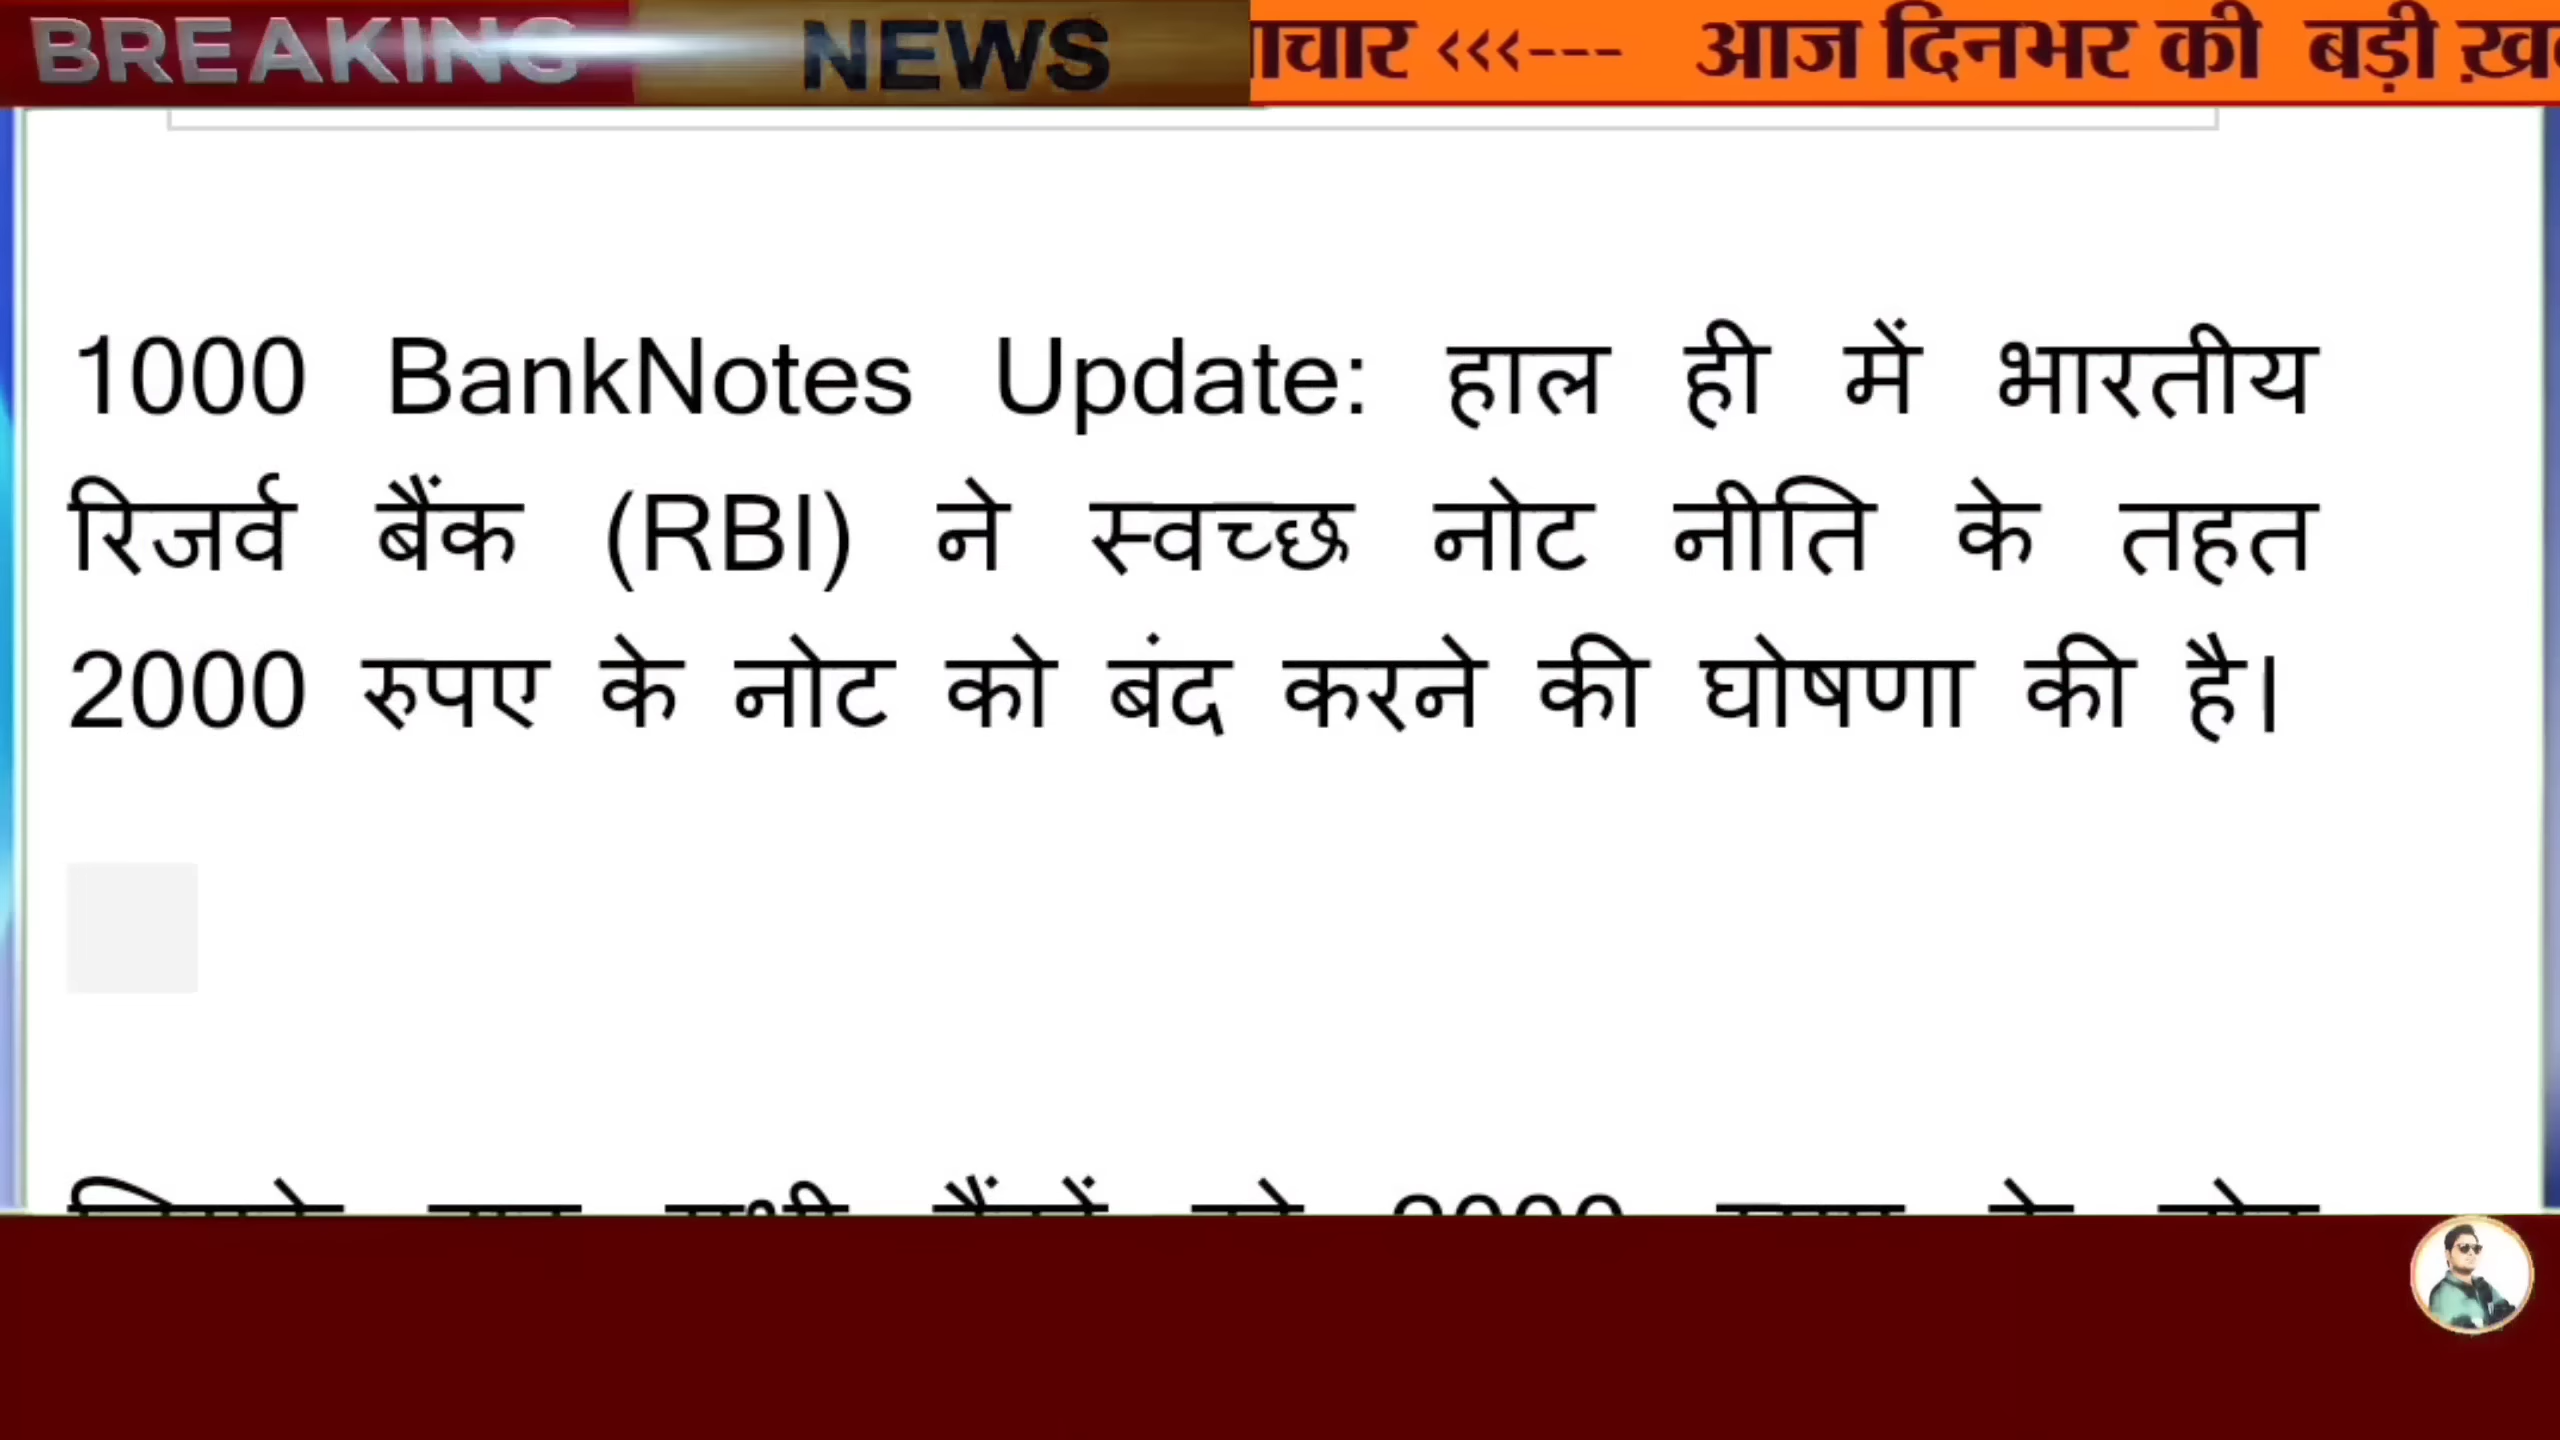 BREAKING NEWS ाचार <<<--- आज दिनभर की बड़ी
1000 BankNotes Update: हाल ही में भारतीय
रिजर्व बैंक (RBI) ने स्वच्छ नोट नीति के तहत
2000 रुपए के नोट को बंद करने की घोषणा की है।